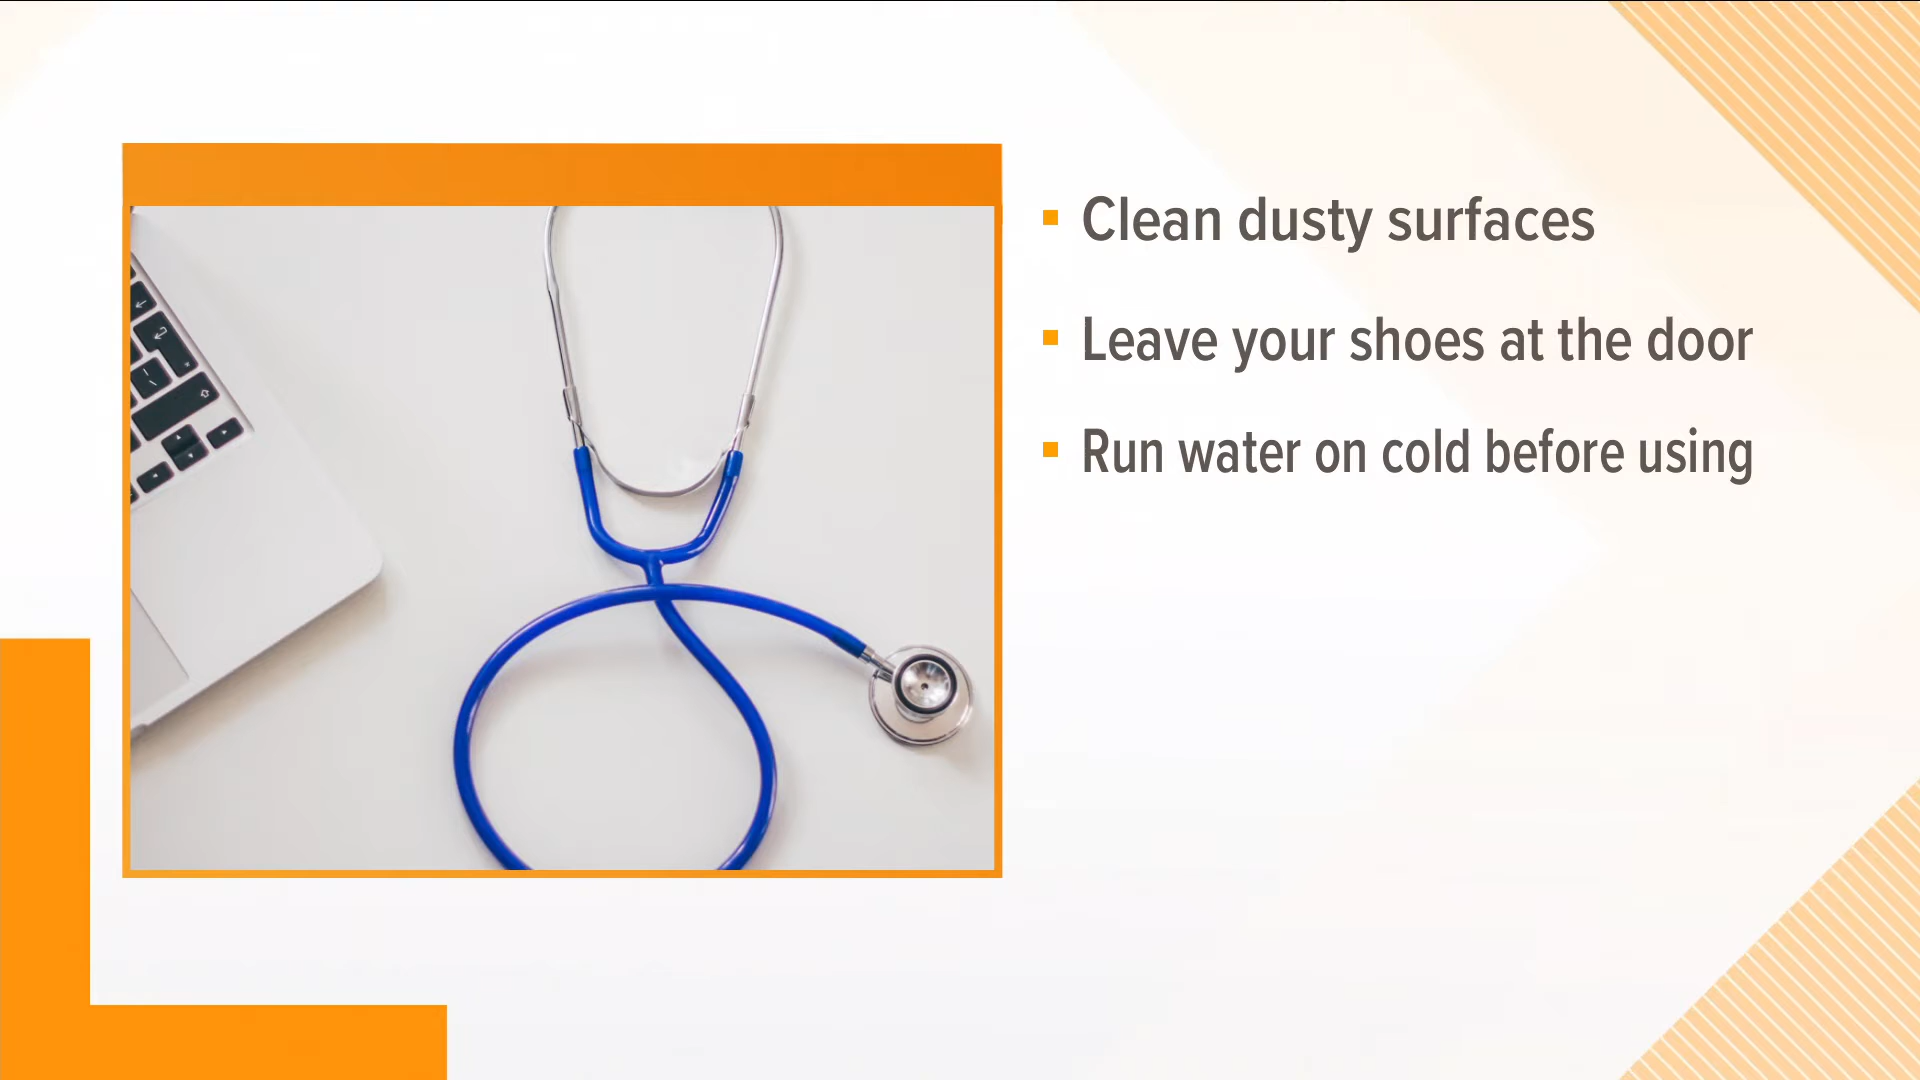 Clean dusty surfaces
Leave your shoes at the door
Run water on cold before using